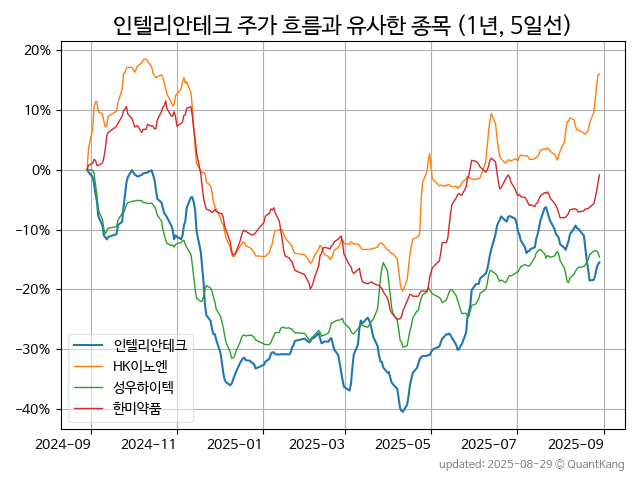 인텔리안테크 주가 흐름과 유사한 종목 (1년, 5일선)
20%
10%
0%
−10%
−20%
−30%
−40%
인텔리안테크
HK이노엔
성우하이텍
한미약품
2024-09 2024-11 2025-01 2025-03 2025-05 2025-07 2025-09
updated: 2025-08-29 © QuantKang